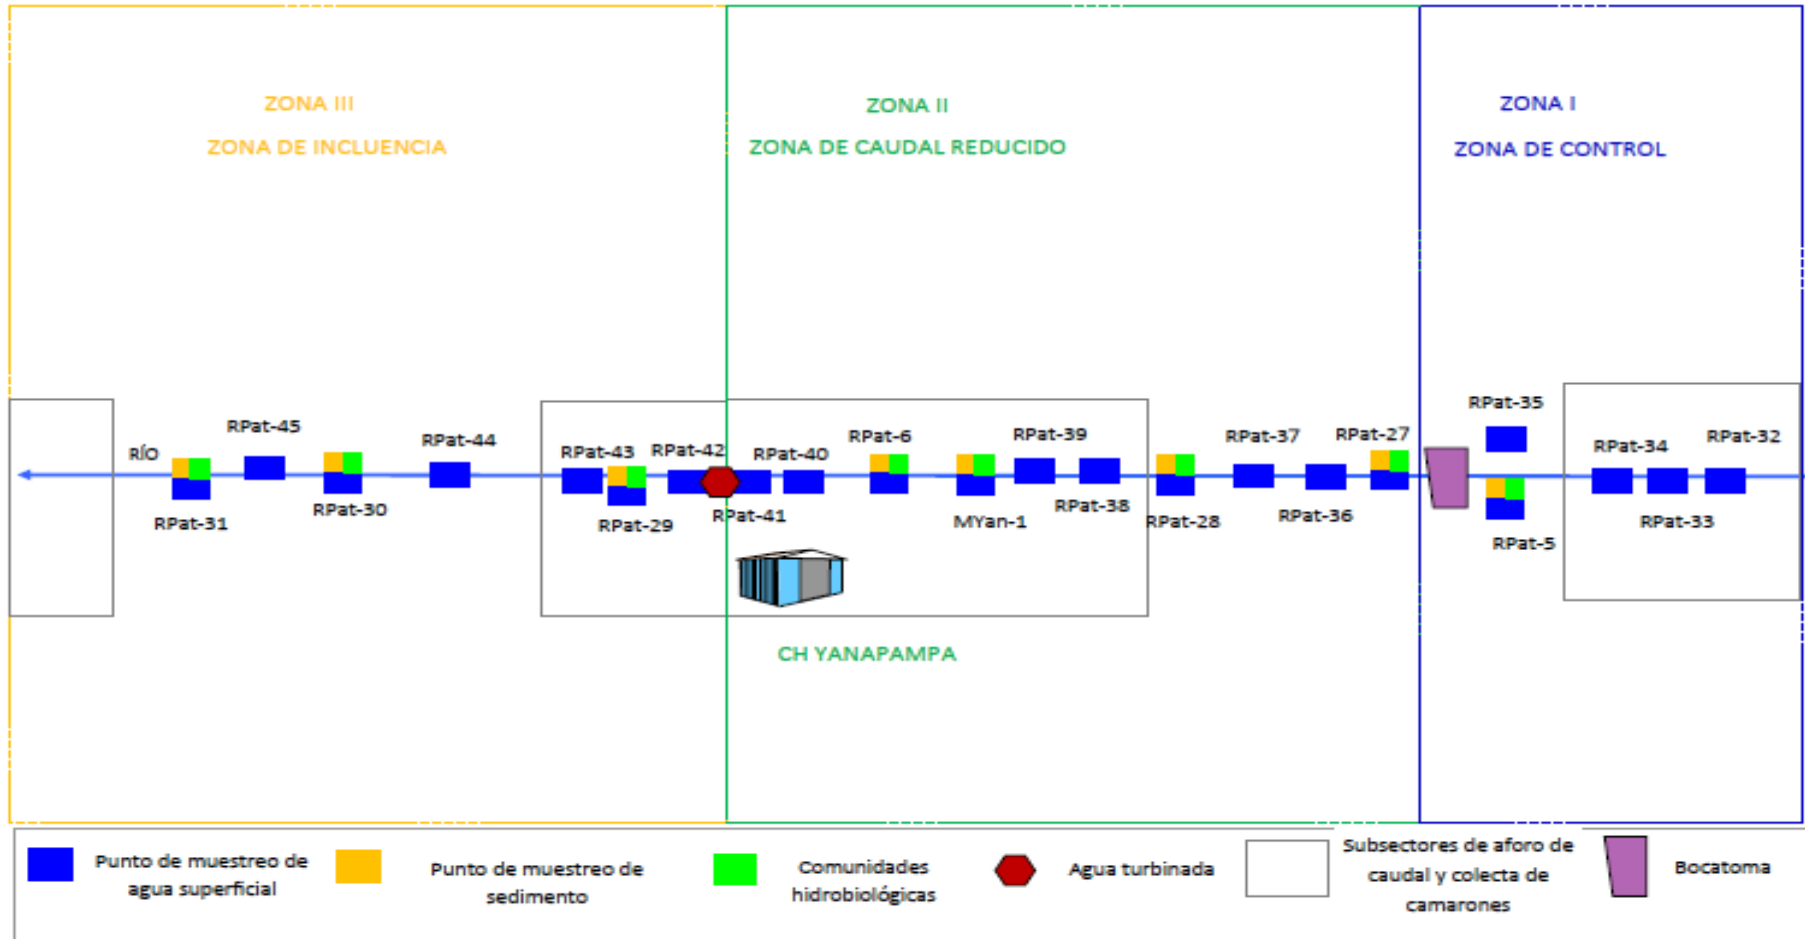 ZONA III
ZONA DE INCLUENCIA
ZONA II
ZONA DE CAUDAL REDUCIDO
ZONA I
ZONA DE CONTROL
RÍO
RPat-45
RPat-44
RPat-43
RPat-42
RPat-40
RPat-6
RPat-39
RPat-37
RPat-27
RPat-35
RPat-34
RPat-32
RPat-31
RPat-30
RPat-29
RPat-41
MYan-1
RPat-38
RPat-28
RPat-36
RPat-5
RPat-33
CH YANAPAMPA
Punto de muestreo de
agua superficial
Punto de muestreo de
sedimento
Comunidades
hidrobiológicas
Agua turbinada
Subsectores de aforo de
caudal y colecta de
camarones
Bocatoma